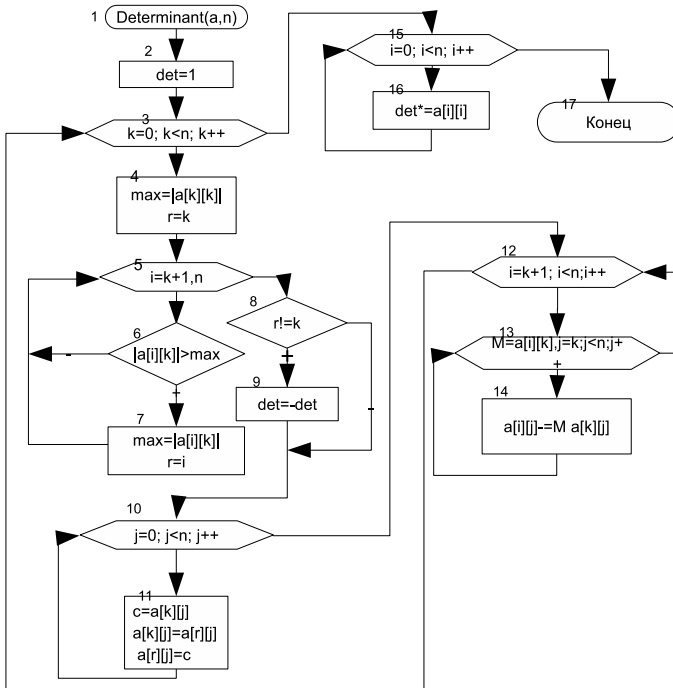 1
Determinant(a,n)
2
det=1
3
k=0; k<n; k++
4
max=|a[k][k]|
r=k
5
i=k+1,n
6
|a[i][k]|>max
-
+
7
max=|a[i][k]|
r=i
8
r!=k
+
-
9
det=-det
10
j=0; j<n; j++
11
c=a[k][j]
a[k][j]=a[r][j]
a[r][j]=c
12
i=k+1; i<n;i++
13
M=a[i][k],j=k;j<n;j+
+
14
a[i][j]-=M a[k][j]
15
i=0; i<n; i++
16
det*=a[i][i]
17
Конец